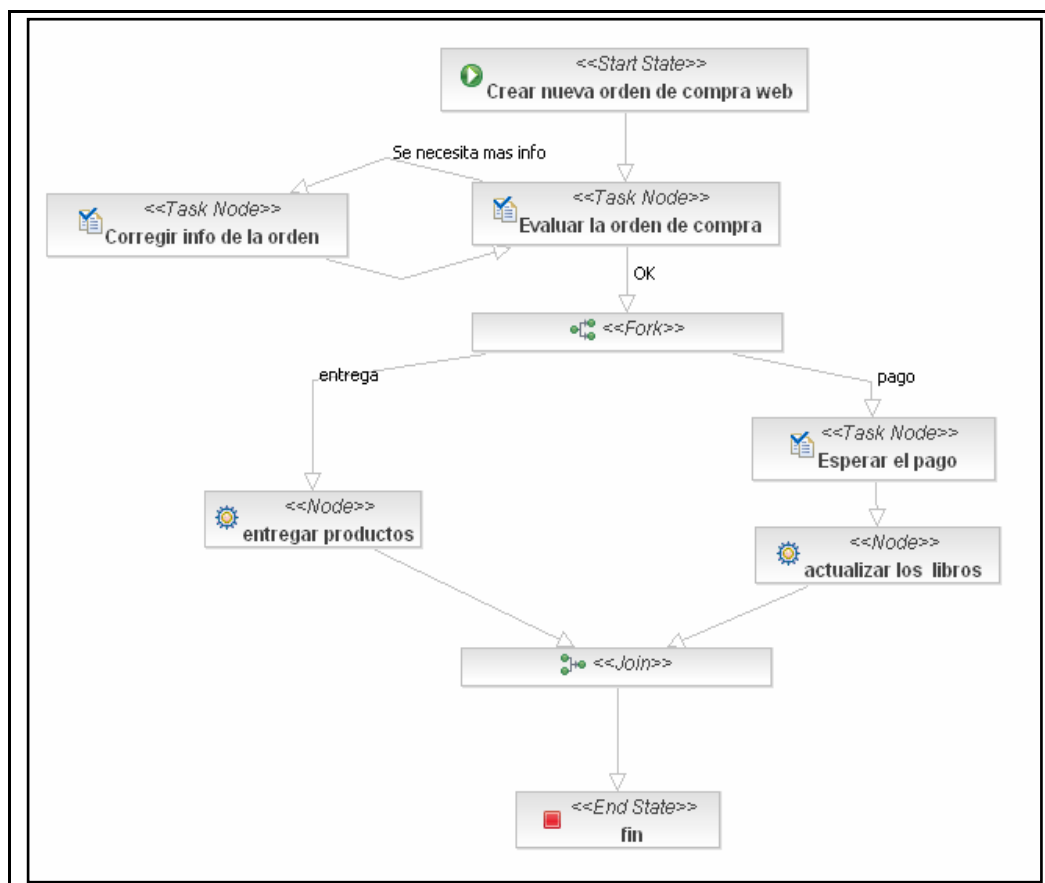 <<Start State>>
Crear nueva orden de compra web
Se necesita mas info
<<Task Node>>
Corregir info de la orden
<<Task Node>>
Evaluar la orden de compra
OK
<<Fork>>
entrega
pago
<<Task Node>>
Esperar el pago
<<Node>>
entregar productos
<<Node>>
actualizar los libros
<<Join>>
<<End State>>
fin